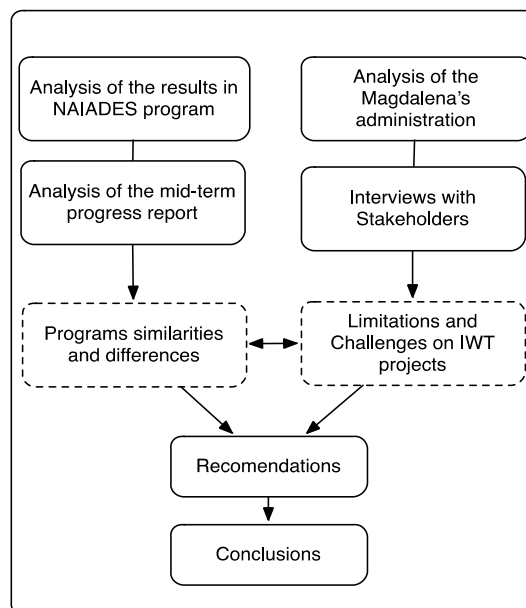 Analysis of the results in
NAIADES program
Analysis of the
Magdalena's
administration
Analysis of the mid-term
progress report
Interviews with
Stakeholders
Programs similarities
and differences
Limitations and
Challenges on IWT
projects
Recomendations
Conclusions